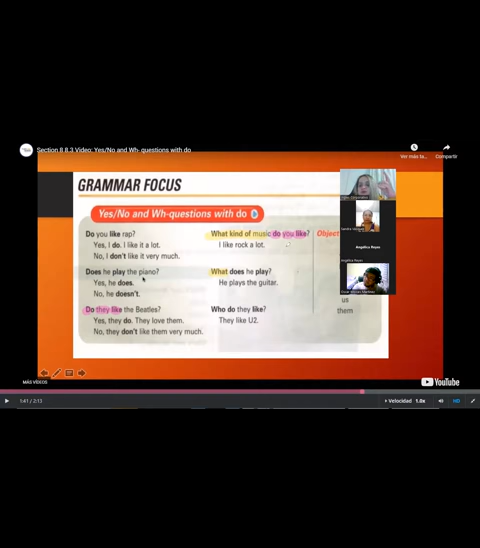 Section 8 8.3 Video: Yes/No and Wh- questions with do
Ver más ta...
Compartir
GRAMMAR FOCUS
Yes/No and Wh-questions with do
Do you like rap?
Yes, I do. I like it a lot.
No, I don't like it very much.
Does he play the piano?
Yes, he does.
No, he doesn't.
Do they like the Beatles?
Yes, they do. They love them.
No, they don't like them very much.
What kind of music do you like?
I like rock a lot.
What does he play?
He plays the guitar.
Who do they like?
They like U2.
Object
us
them
Angélica Reyes
Angélica Reyes
MÁS VÍDEOS
YouTube
1:41 / 2:13
Velocidad 1.0x
HD